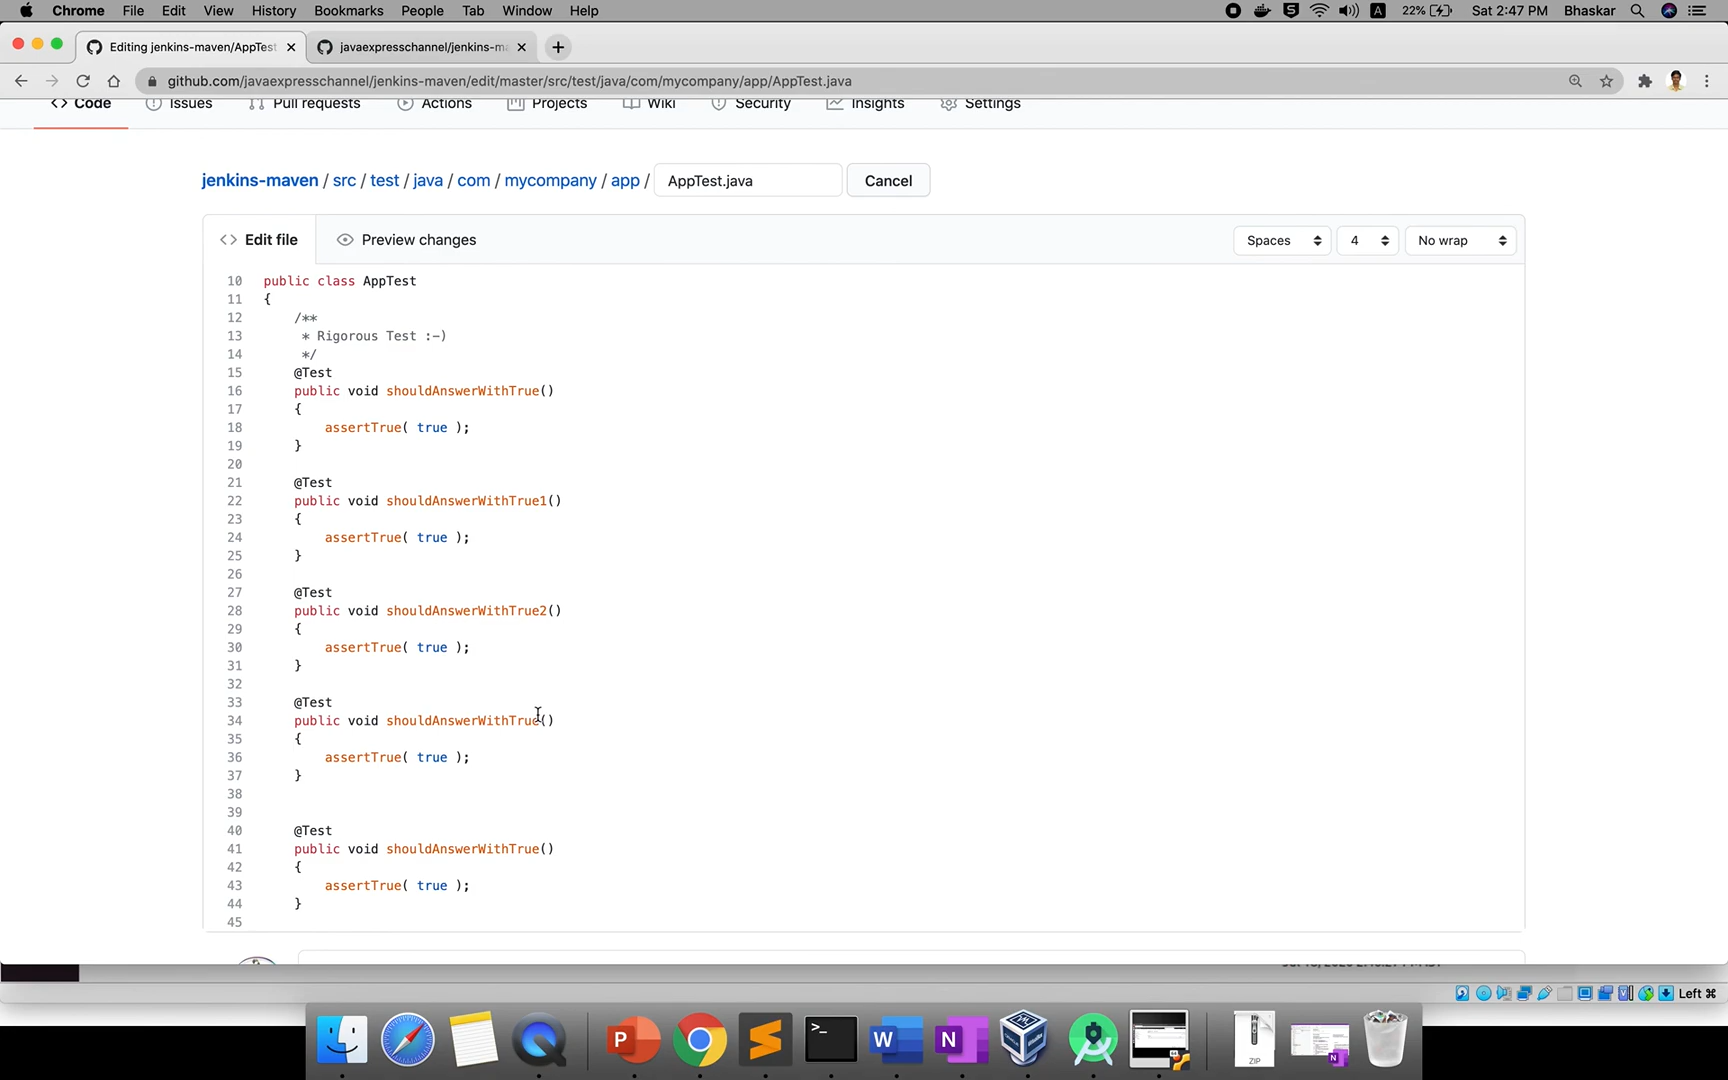 Chrome File Edit View History Bookmarks People Tab Window Help
22% Sat 2:47 PM Bhaskar
Editing jenkins-maven/AppTest
javaexpresschannel/jenkins-ma
github.com/javaexpresschannel/jenkins-maven/edit/master/src/test/java/com/mycompany/app/AppTest.java
Code Issues Pull requests Actions Projects Wiki Security Insights Settings
jenkins-maven / src / test / java / com / mycompany / app / AppTest.java Cancel
Edit file Preview changes Spaces 4 No wrap
10 public class AppTest
11 {
12 /**
13 * Rigorous Test :-)
14 */
15 @Test
16 public void shouldAnswerWithTrue()
17 {
18 assertTrue( true );
19 }
20
21 @Test
22 public void shouldAnswerWithTrue1()
23 {
24 assertTrue( true );
25 }
26
27 @Test
28 public void shouldAnswerWithTrue2()
29 {
30 assertTrue( true );
31 }
32
33 @Test
34 public void shouldAnswerWithTrue()
35 {
36 assertTrue( true );
37 }
38
39
40 @Test
41 public void shouldAnswerWithTrue()
42 {
43 assertTrue( true );
44 }
45
Left ⌘
ZIP